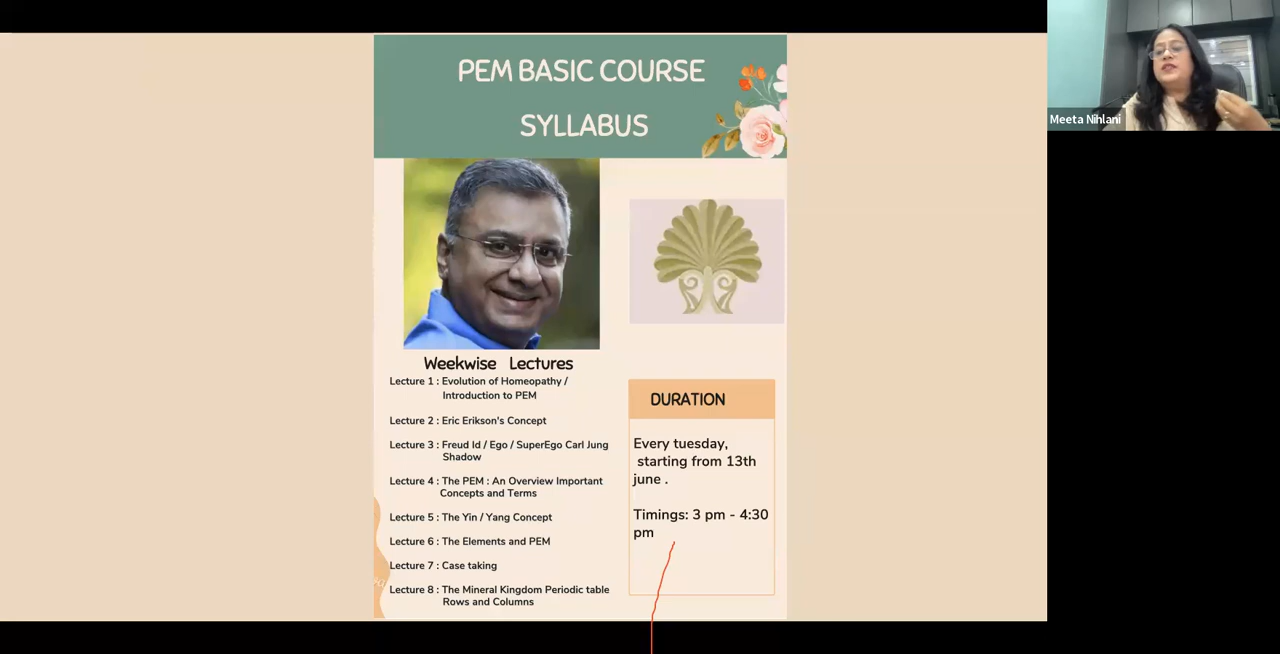 PEM BASIC COURSE
SYLLABUS
Meeta Nihlani
Weekwise Lectures
Lecture 1 : Evolution of Homeopathy /
Introduction to PEM
Lecture 2 : Eric Erikson's Concept
Lecture 3 : Freud Id / Ego / SuperEgo Carl Jung
Shadow
Lecture 4 : The PEM : An Overview Important
Concepts and Terms
Lecture 5 : The Yin / Yang Concept
Lecture 6 : The Elements and PEM
Lecture 7 : Case taking
Lecture 8 : The Mineral Kingdom Periodic table
Rows and Columns
DURATION
Every tuesday,
starting from 13th
june .
Timings: 3 pm - 4:30
pm